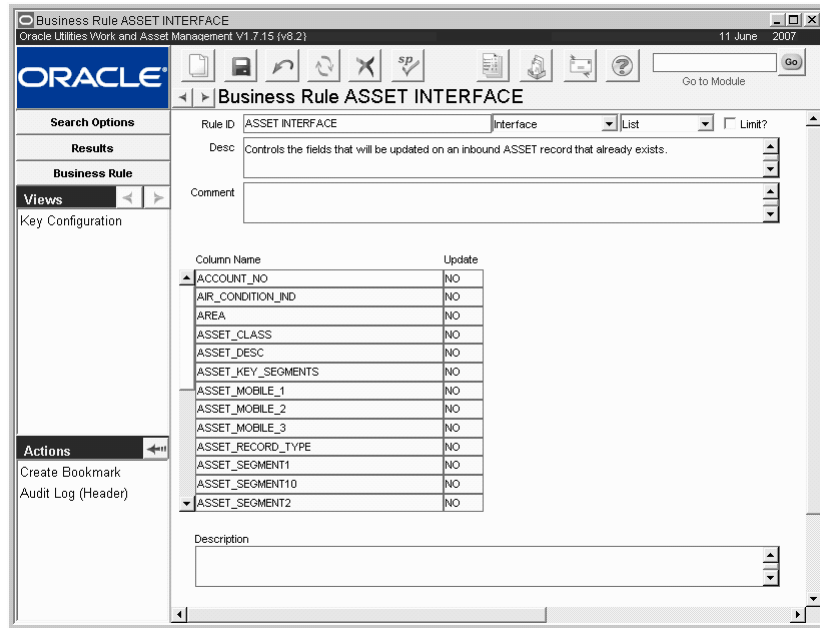 Business Rule ASSET INTERFACE
Oracle Utilities Work and Asset Management V1.7.15 {v8.2} 11 June 2007
ORACLE®
sp
Go
Go to Module
Business Rule ASSET INTERFACE
Search Options
Results
Business Rule
Views
Key Configuration
Actions
Create Bookmark
Audit Log (Header)
Rule ID ASSET INTERFACE Interface List Limit?
Desc Controls the fields that will be updated on an inbound ASSET record that already exists.
Comment
Column Name Update
ACCOUNT_NO NO
AIR_CONDITION_IND NO
AREA NO
ASSET_CLASS NO
ASSET_DESC NO
ASSET_KEY_SEGMENTS NO
ASSET_MOBILE_1 NO
ASSET_MOBILE_2 NO
ASSET_MOBILE_3 NO
ASSET_RECORD_TYPE NO
ASSET_SEGMENT1 NO
ASSET_SEGMENT10 NO
ASSET_SEGMENT2 NO
Description